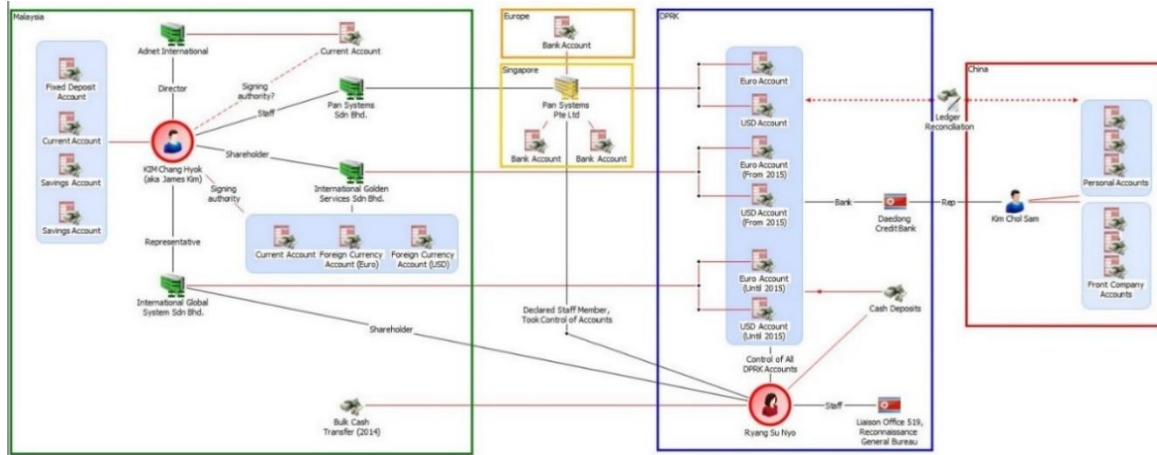 Malaysia
Adnet International
Current Account
Fixed Deposit
Account
Current Account
Savings Account
Savings Account
Director
Signing
authority?
Staff
Pan Systems
Sdn Bhd.
KIM Chang Hyok
(aka James Kim)
Shareholder
Signing
authority
International Golden
Services Sdn Bhd.
Current Account
Foreign Currency
Account (Euro)
Foreign Currency
Account (USD)
Representative
International Global
System Sdn Bhd.
Shareholder
Bulk Cash
Transfer (2014)
Europe
Bank Account
Singapore
Pan Systems
Pte Ltd
Bank Account
Bank Account
Declared Staff Member,
Took Control of Accounts
DPRK
Euro Account
USD Account
Euro Account
(From 2015)
USD Account
(From 2015)
Euro Account
(Until 2015)
USD Account
(Until 2015)
Bank
Daedong
Credit Bank
Rep
Cash Deposits
Control of All
DPRK Accounts
Ryang Su Nyo
Staff
Liaison Office 519,
Reconnaissance
General Bureau
Ledger
Reconciliation
China
Personal Accounts
Kim Chol Sam
Front Company
Accounts